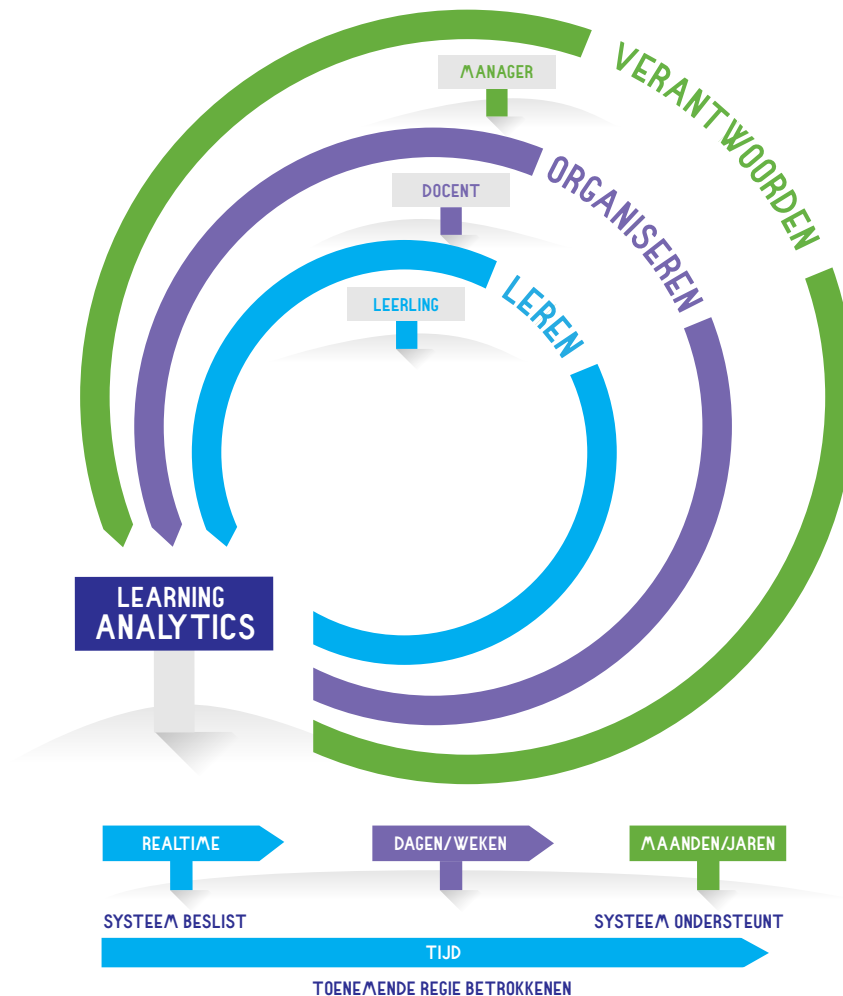 VERANTWOORDEN
MANAGER
ORGANISEREN
DOCENT
LEREN
LEERLING
LEARNING
ANALYTICS
REALTIME
DAGEN/WEKEN
MAANDEN/JAREN
SYSTEEM BESLIST
SYSTEEM ONDERSTEUNT
TIJD
TOENEMENDE REGIE BETROKKENEN